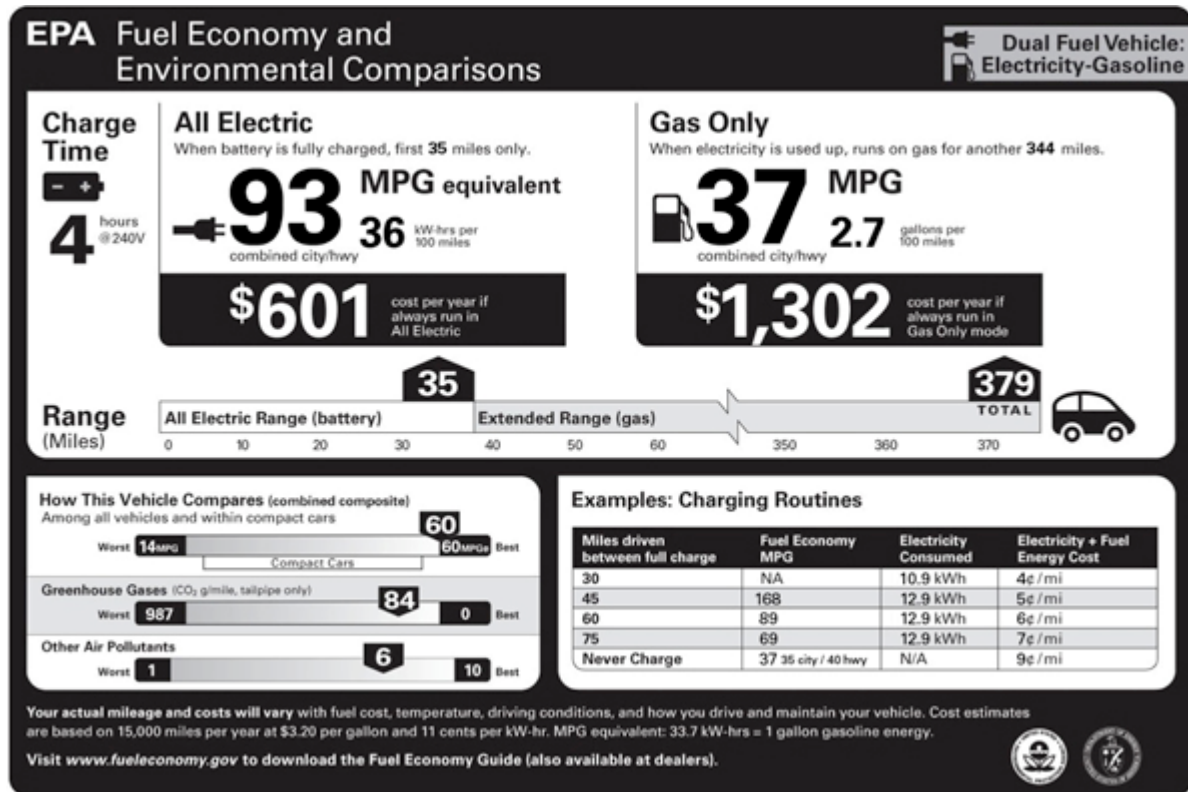 EPA Fuel Economy and
Environmental Comparisons
Dual Fuel Vehicle:
Electricity-Gasoline
Charge
Time
4 hours
@240V
All Electric
When battery is fully charged, first 35 miles only.
93 MPG equivalent
36 kW-hrs per
100 miles
combined city/hwy
$601 cost per year if
always run in
All Electric
Gas Only
When electricity is used up, runs on gas for another 344 miles.
37 MPG
2.7 gallons per
100 miles
combined city/hwy
$1,302 cost per year if
always run in
Gas Only mode
35
379
TOTAL
Range
(Miles)
All Electric Range (battery) Extended Range (gas)
0 10 20 30 40 50 60 350 360 370
How This Vehicle Compares (combined composite)
Among all vehicles and within compact cars
60
Worst 14MPG 60MPGe Best
Compact Cars
Greenhouse Gases (CO₂ g/mile, tailpipe only)
84
Worst 987 0 Best
Other Air Pollutants
6
Worst 1 10 Best
Examples: Charging Routines
Miles driven between full charge Fuel Economy MPG Electricity Consumed Electricity + Fuel Energy Cost
30 NA 10.9 kWh 4¢/mi
45 168 12.9 kWh 5¢/mi
60 89 12.9 kWh 6¢/mi
75 69 12.9 kWh 7¢/mi
Never Charge 37 35 city / 40 hwy N/A 9¢/mi
Your actual mileage and costs will vary with fuel cost, temperature, driving conditions, and how you drive and maintain your vehicle. Cost estimates
are based on 15,000 miles per year at $3.20 per gallon and 11 cents per kW-hr. MPG equivalent: 33.7 kW-hrs = 1 gallon gasoline energy.
Visit www.fueleconomy.gov to download the Fuel Economy Guide (also available at dealers).